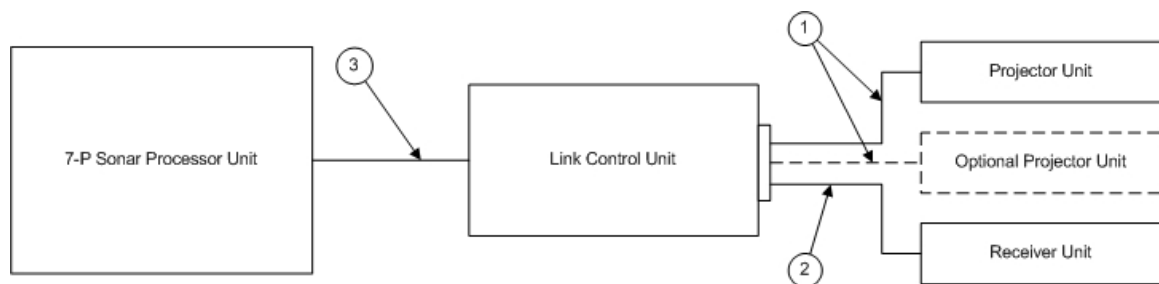 1
Projector Unit
3
7-P Sonar Processor Unit
Link Control Unit
Optional Projector Unit
2
Receiver Unit